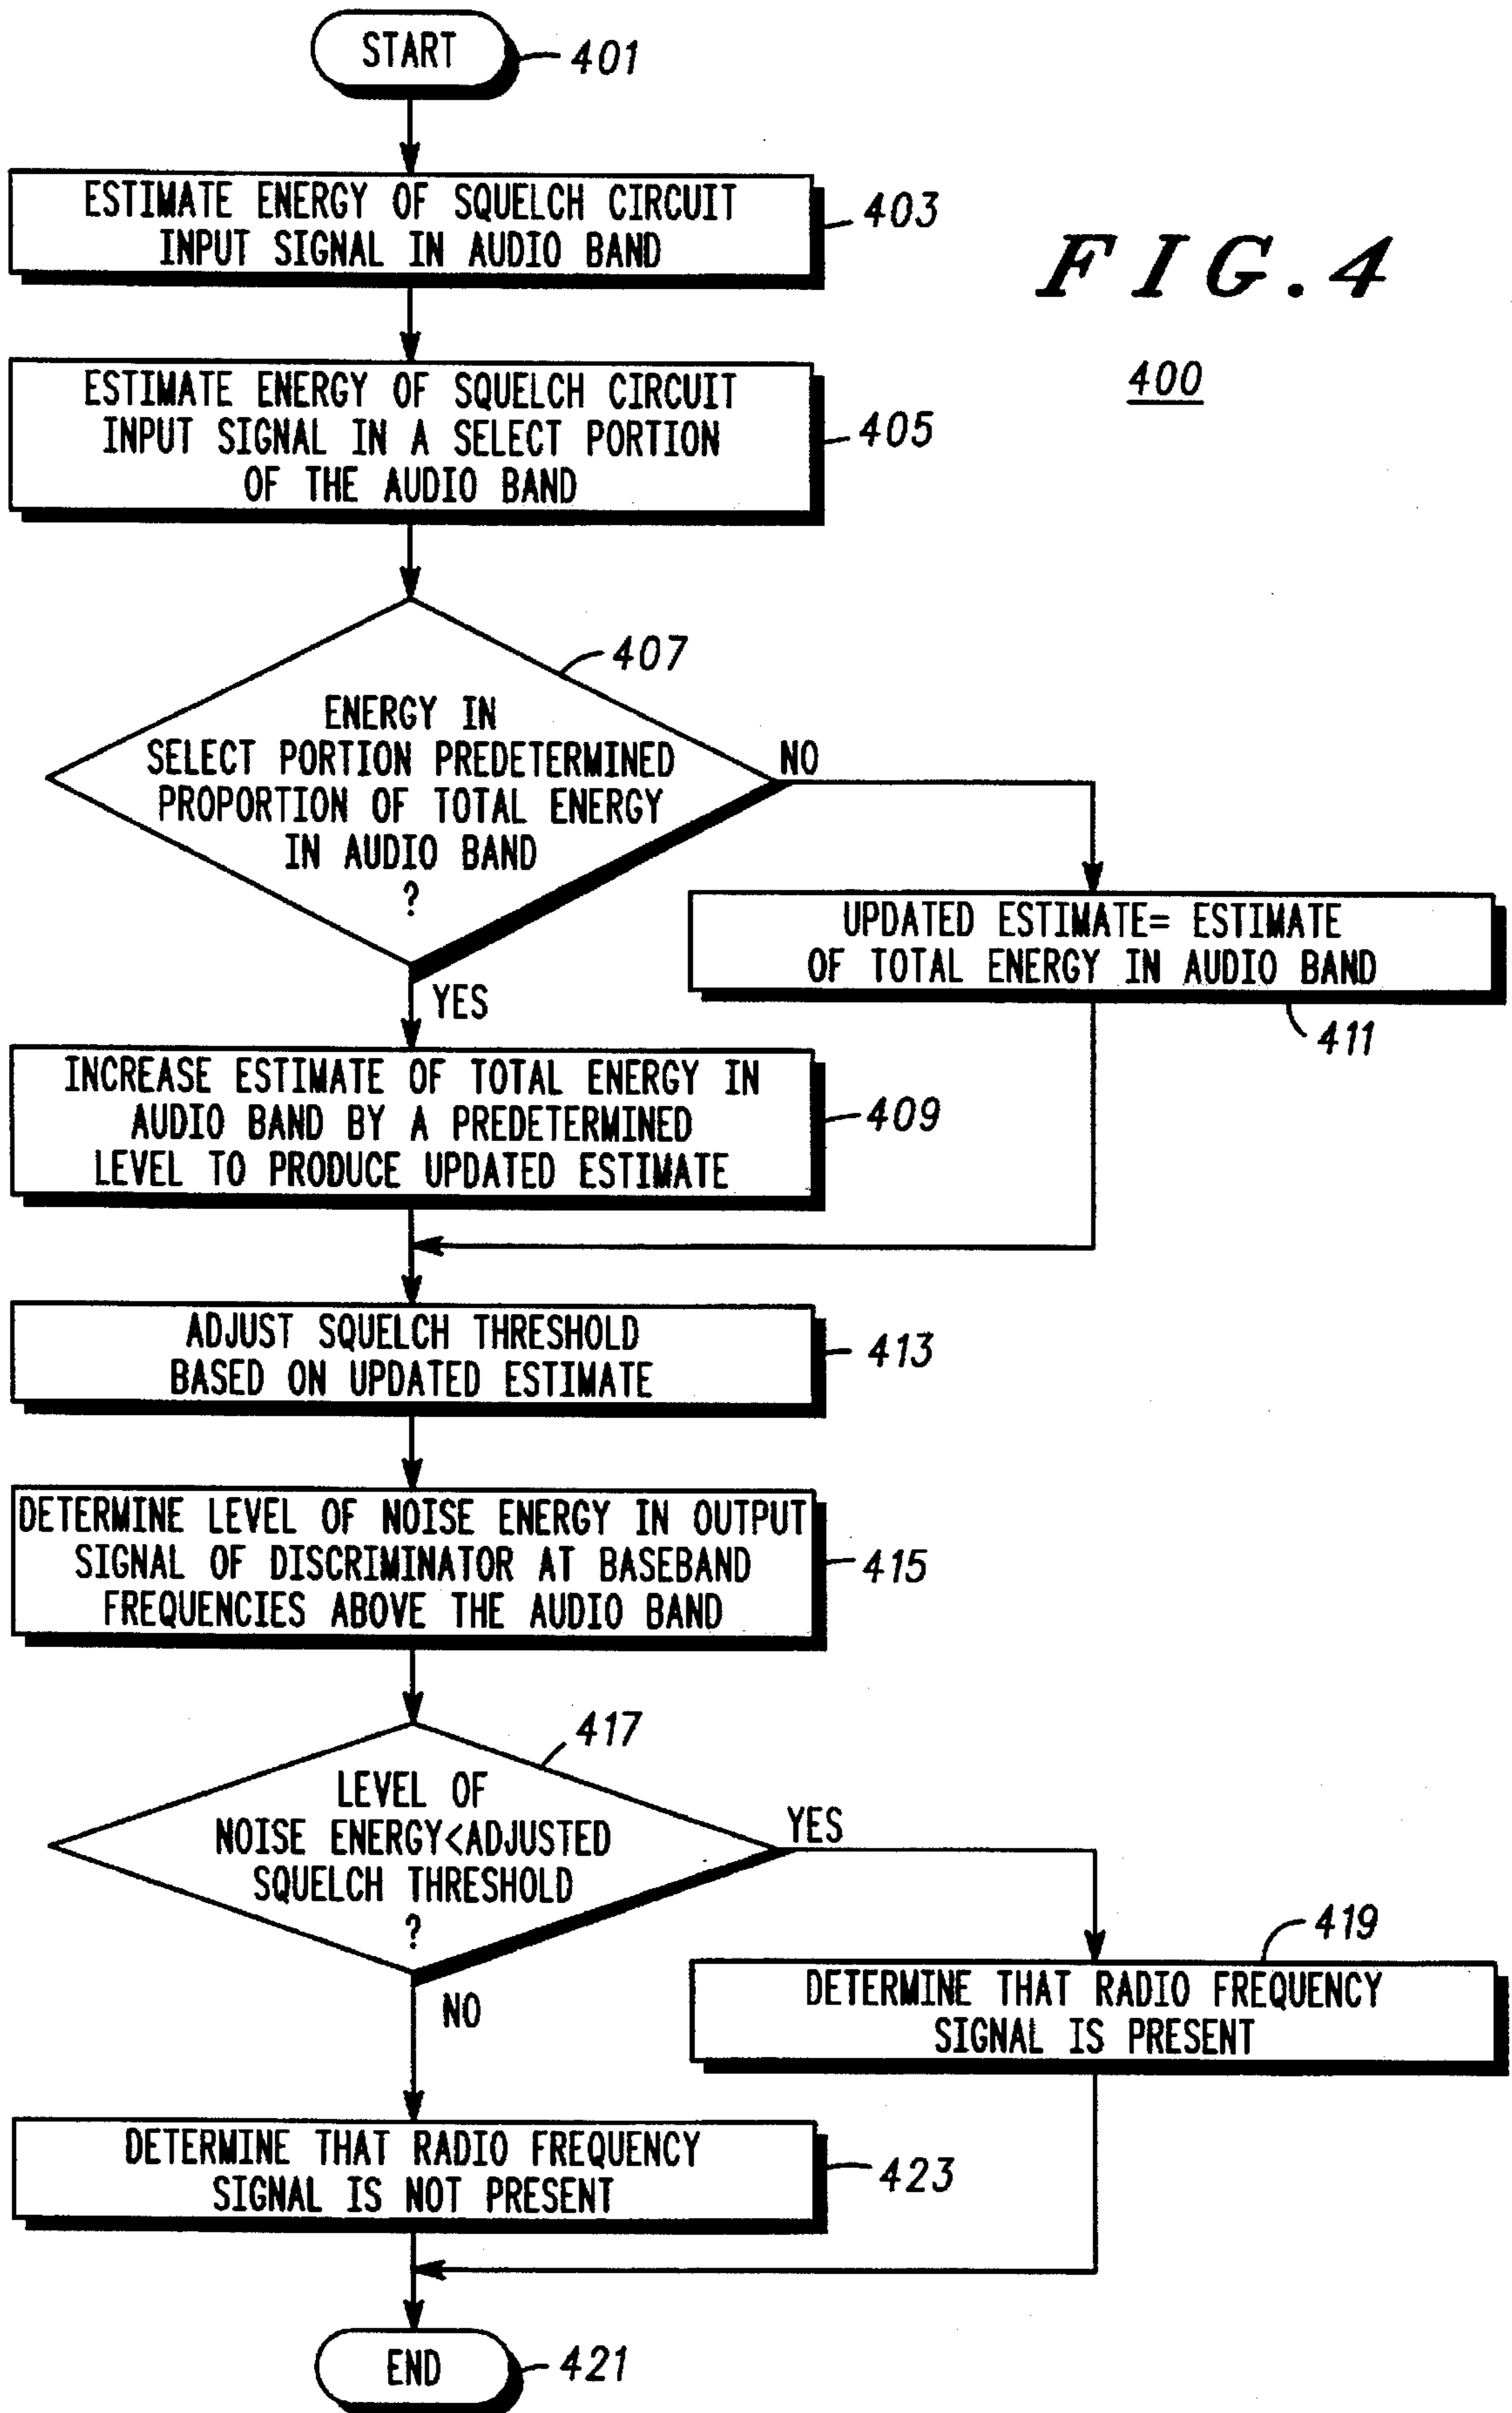 START
401
ESTIMATE ENERGY OF SQUELCH CIRCUIT
INPUT SIGNAL IN AUDIO BAND
403
FIG. 4
400
ESTIMATE ENERGY OF SQUELCH CIRCUIT
INPUT SIGNAL IN A SELECT PORTION
OF THE AUDIO BAND
405
407
ENERGY IN
SELECT PORTION PREDETERMINED
PROPORTION OF TOTAL ENERGY
IN AUDIO BAND
?
NO
UPDATED ESTIMATE= ESTIMATE
OF TOTAL ENERGY IN AUDIO BAND
411
YES
INCREASE ESTIMATE OF TOTAL ENERGY IN
AUDIO BAND BY A PREDETERMINED
LEVEL TO PRODUCE UPDATED ESTIMATE
409
ADJUST SQUELCH THRESHOLD
BASED ON UPDATED ESTIMATE
413
DETERMINE LEVEL OF NOISE ENERGY IN OUTPUT
SIGNAL OF DISCRIMINATOR AT BASEBAND
FREQUENCIES ABOVE THE AUDIO BAND
415
417
LEVEL OF
NOISE ENERGY<ADJUSTED
SQUELCH THRESHOLD
?
YES
419
DETERMINE THAT RADIO FREQUENCY
SIGNAL IS PRESENT
NO
DETERMINE THAT RADIO FREQUENCY
SIGNAL IS NOT PRESENT
423
END
421